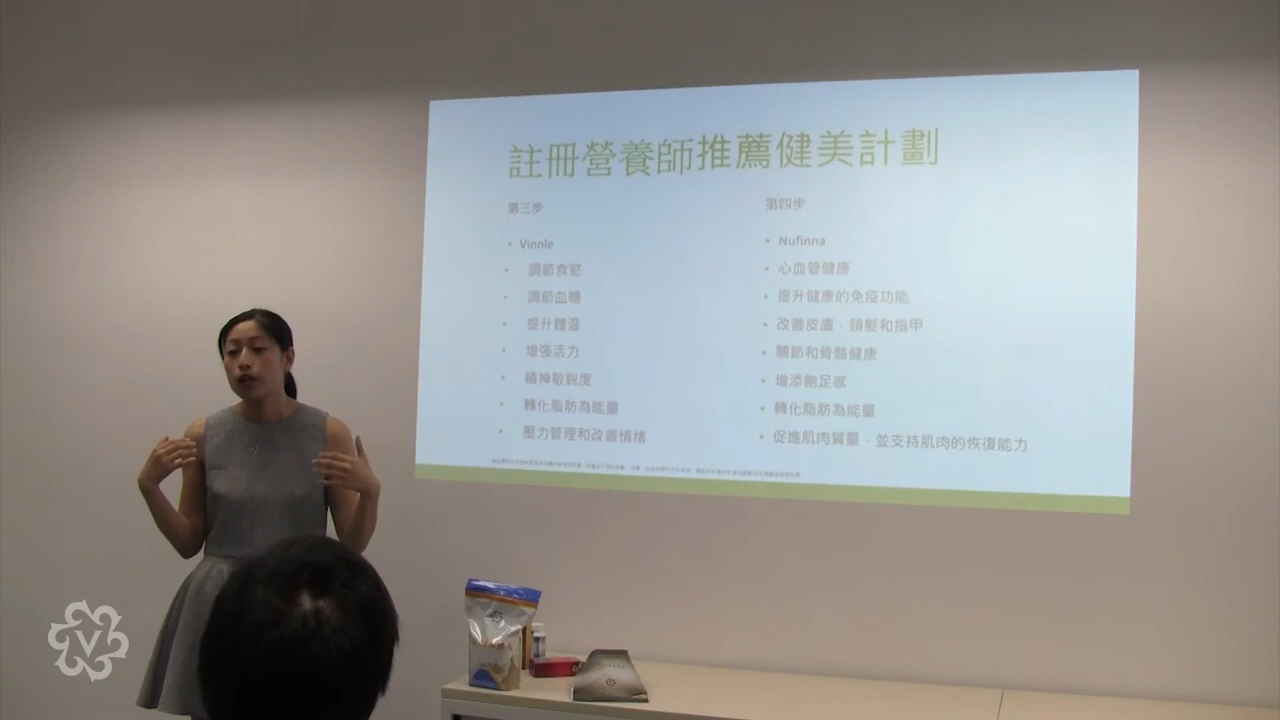 註冊營養師推薦健美計劃
第三步
• Vinnle
• 調節食慾
• 調節血糖
• 提升體温
• 增强活力
• 精神敏銳度
• 轉化脂肪為能量
• 壓力管理和改善情緒
第四步
• Nufinna
• 心血管健康
• 提升健康的免疫功能
• 改善皮膚，頭髮和指甲
• 關節和骨骼健康
• 增添飽足感
• 轉化脂肪為能量
• 促進肌肉質量，並支持肌肉的恢復能力
V